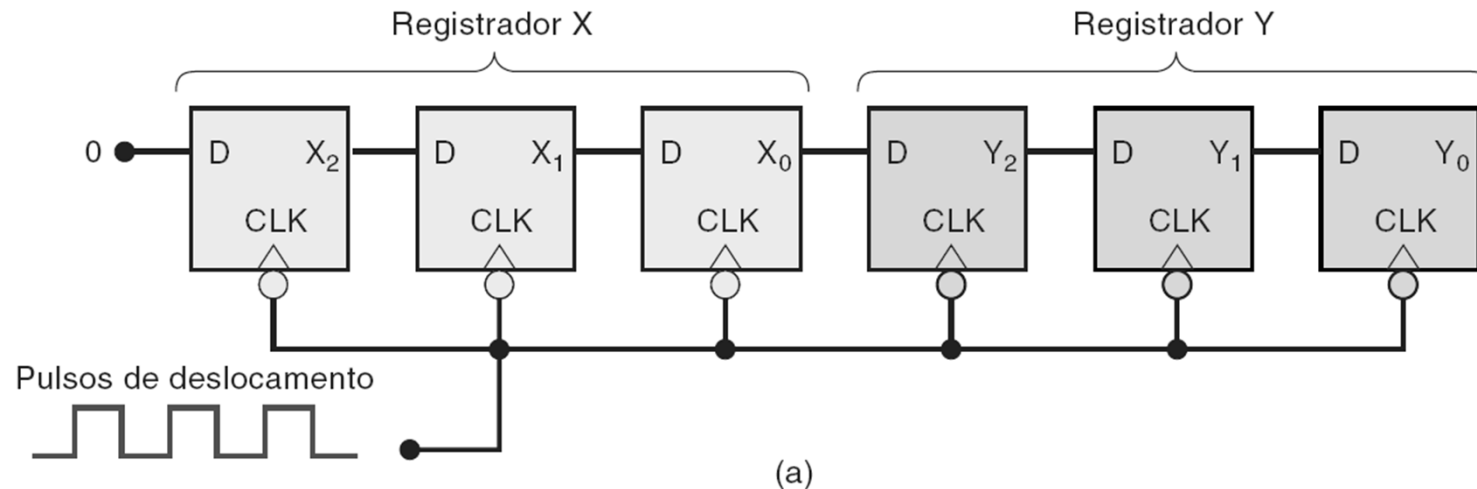 Registrador X Registrador Y
0 D X₂ D X₁ D X₀ D Y₂ D Y₁ D Y₀
CLK CLK CLK CLK CLK CLK
Pulsos de deslocamento
(a)